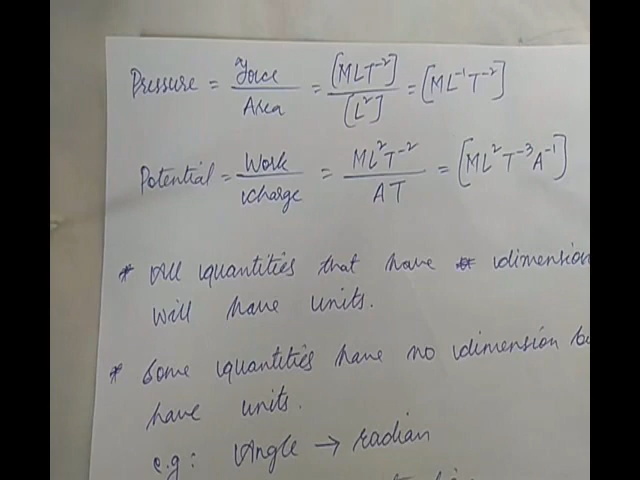 Pressure = Force / Area = [MLT⁻²] / [L²] = [ML⁻¹T⁻²]
Potential = Work / charge = ML²T⁻² / AT = [ML²T⁻³A⁻¹]
* All quantities that have dimension
will have units.
* Some quantities have no dimension
have units.
e.g: Angle → radian